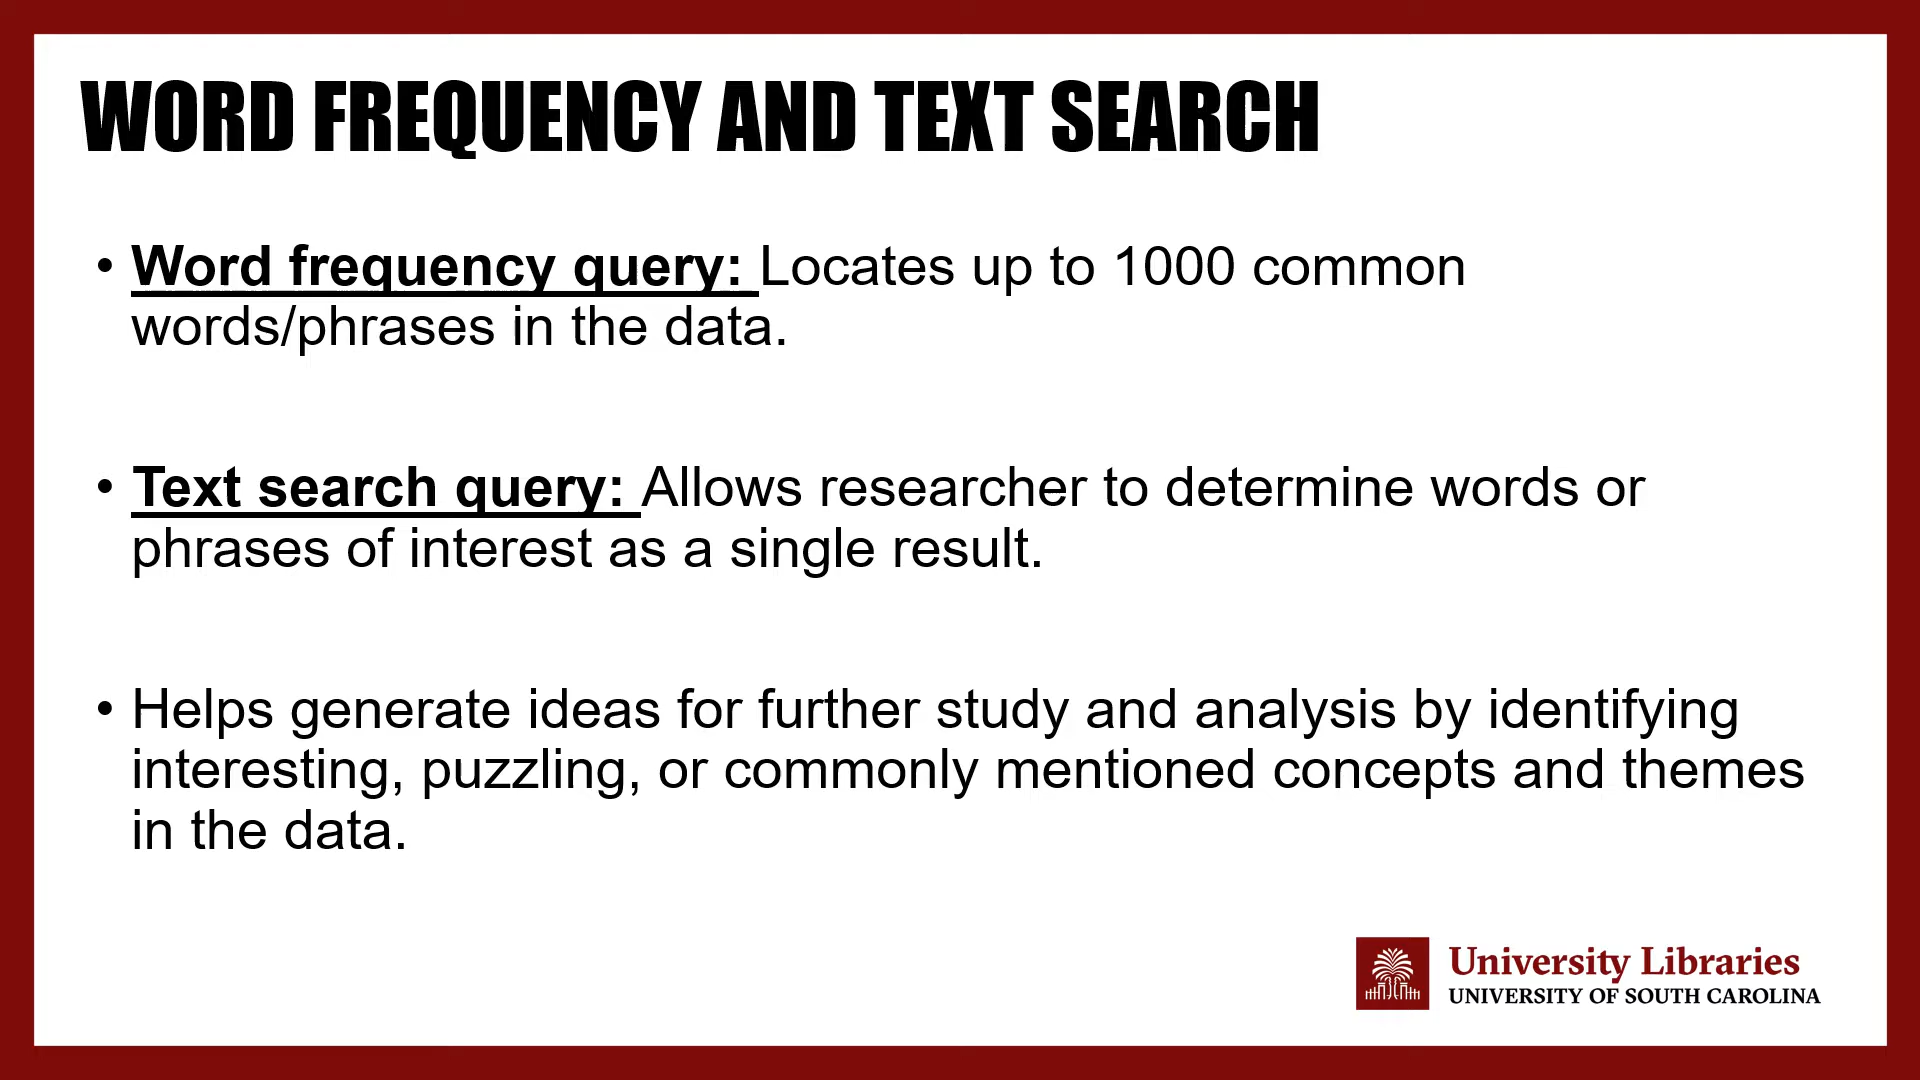 WORD FREQUENCY AND TEXT SEARCH
• Word frequency query: Locates up to 1000 common
words/phrases in the data.
• Text search query: Allows researcher to determine words or
phrases of interest as a single result.
• Helps generate ideas for further study and analysis by identifying
interesting, puzzling, or commonly mentioned concepts and themes
in the data.
University Libraries
UNIVERSITY OF SOUTH CAROLINA